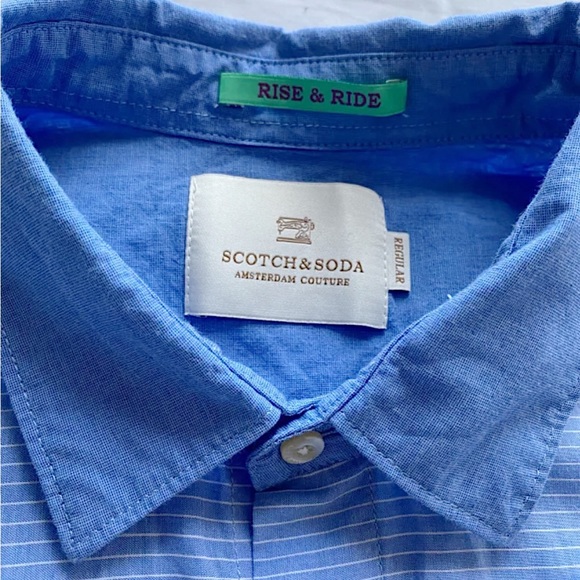 RISE & RIDE
SCOTCH & SODA
AMSTERDAM COUTURE
REGULAR